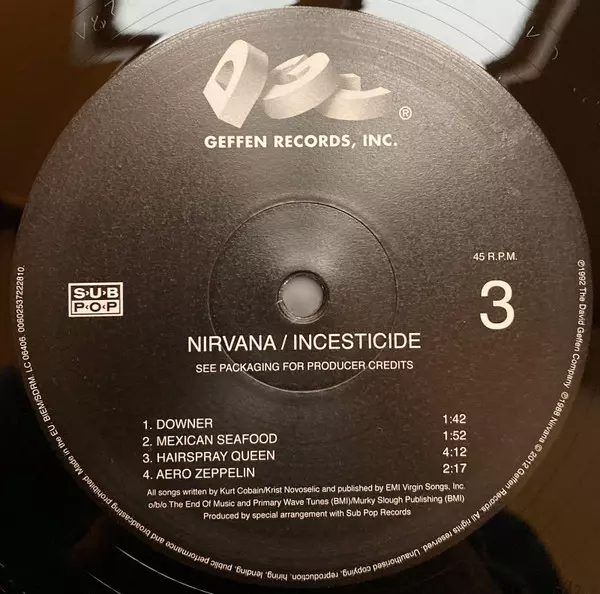 DGC
®
GEFFEN RECORDS, INC.
45 R.P.M.
3
SUB
POP
NIRVANA / INCESTICIDE
SEE PACKAGING FOR PRODUCER CREDITS
1. DOWNER 1:42
2. MEXICAN SEAFOOD 1:52
3. HAIRSPRAY QUEEN 4:12
4. AERO ZEPPELIN 2:17
All songs written by Kurt Cobain/Krist Novoselic and published by EMI Virgin Songs, Inc.
o/b/o The End Of Music and Primary Wave Tunes (BMI)/Murky Slough Publishing (BMI)
Produced by special arrangement with Sub Pop Records
℗1992 The David Geffen Company ℗1988 Nirvana © 2012 Geffen Records. All rights reserved. Unauthorised copying, reproduction, hiring, lending, public performance and broadcasting prohibited. Made in the EU. BIEM/SDRM. LC 06406. 00602537222810.